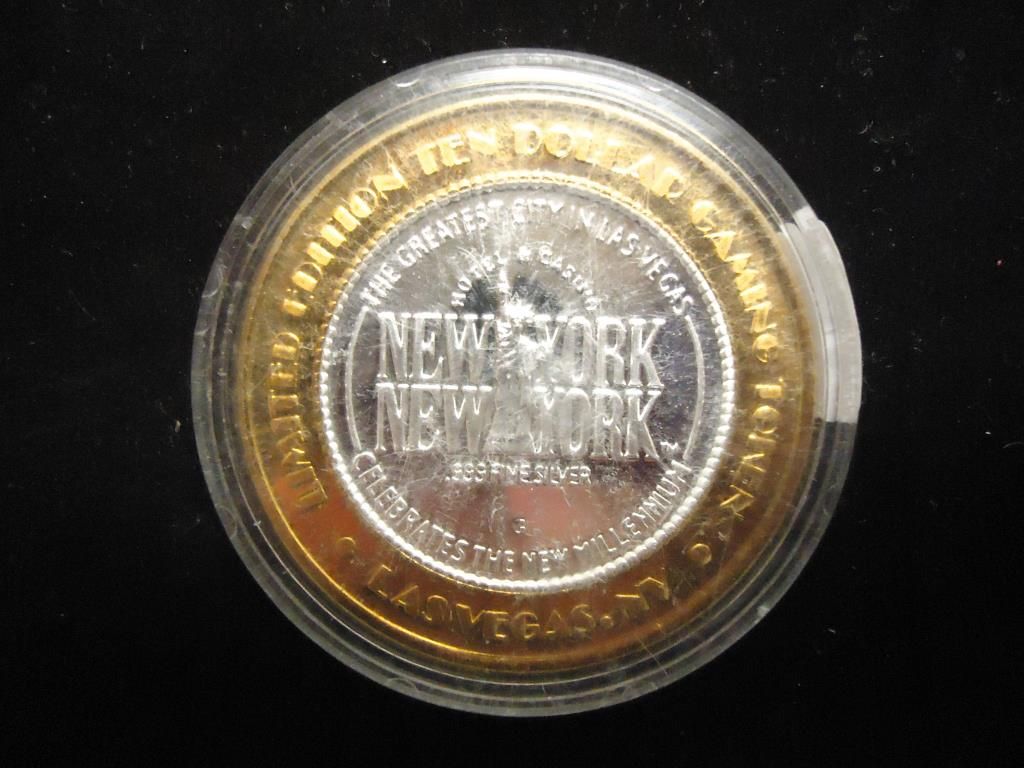 LIMITED EDITION TEN DOLLAR GAMING TOKEN
THE GREATEST CITY IN LAS VEGAS
HOTEL & CASINO
NEW YORK
NEW YORK
™
.999 FINE SILVER
G
CELEBRATES THE NEW MILLENNIUM
LAS VEGAS, NV